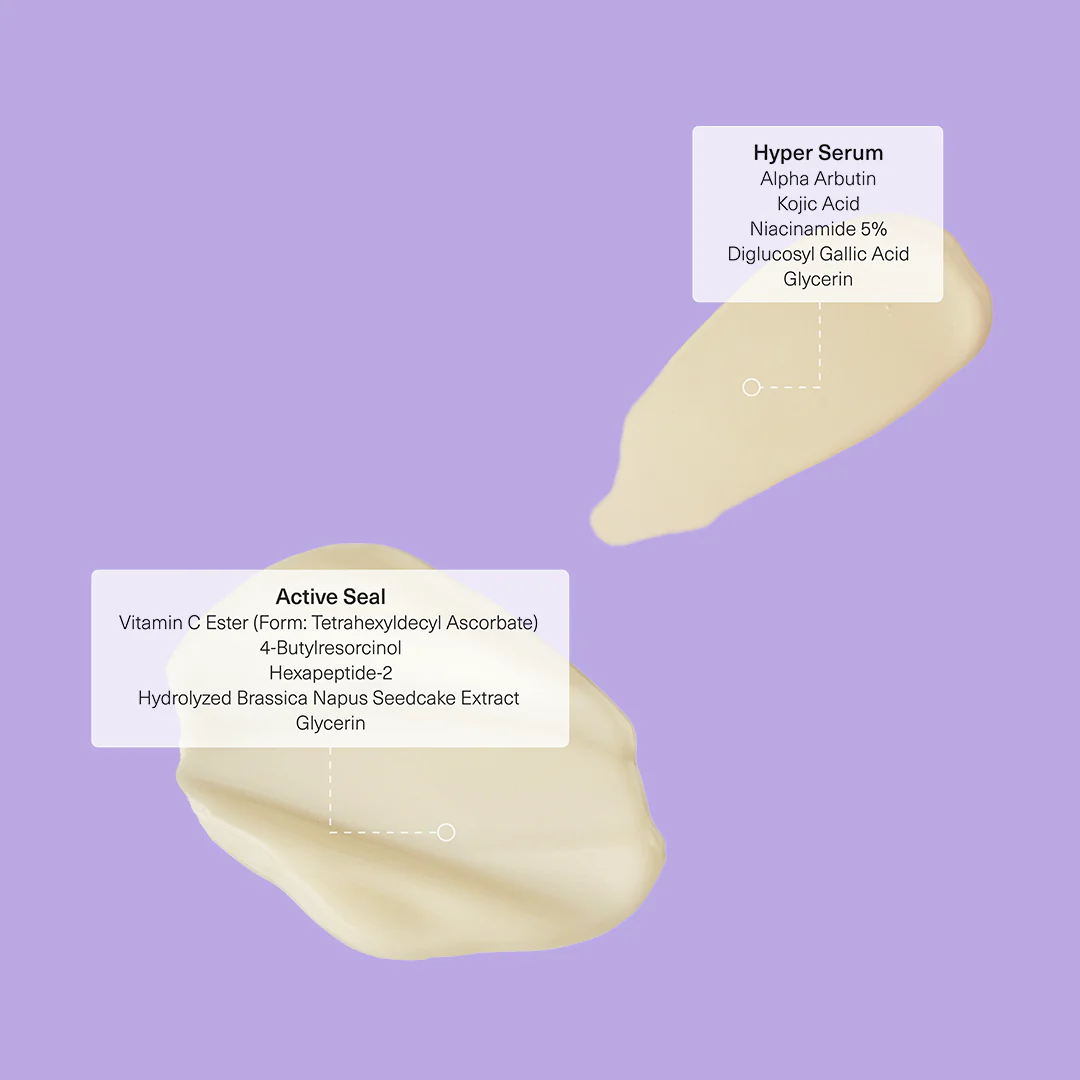 Hyper Serum
Alpha Arbutin
Kojic Acid
Niacinamide 5%
Diglucosyl Gallic Acid
Glycerin
Active Seal
Vitamin C Ester (Form: Tetrahexyldecyl Ascorbate)
4-Butylresorcinol
Hexapeptide-2
Hydrolyzed Brassica Napus Seedcake Extract
Glycerin